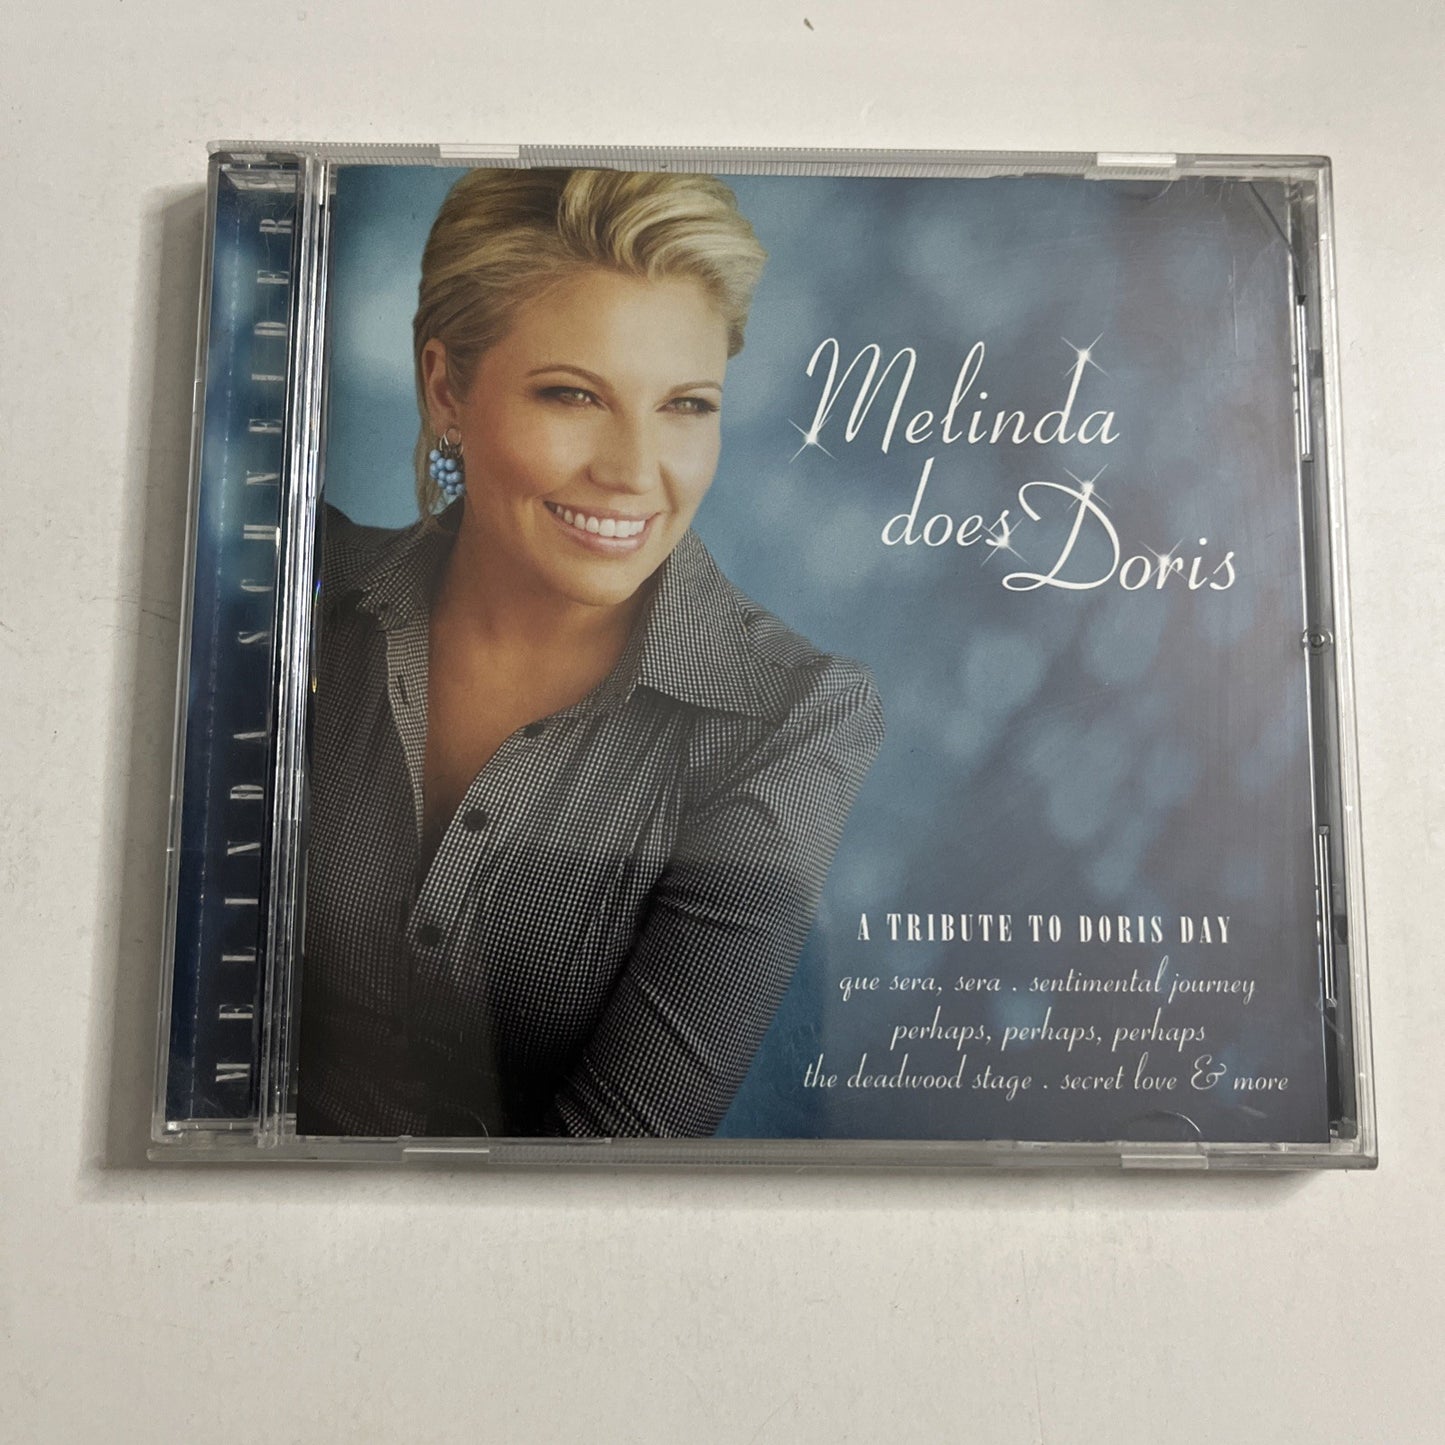 MELINDA SCHNEIDER
Melinda
does Doris
A TRIBUTE TO DORIS DAY
que sera, sera . sentimental journey
perhaps, perhaps, perhaps
the deadwood stage . secret love & more